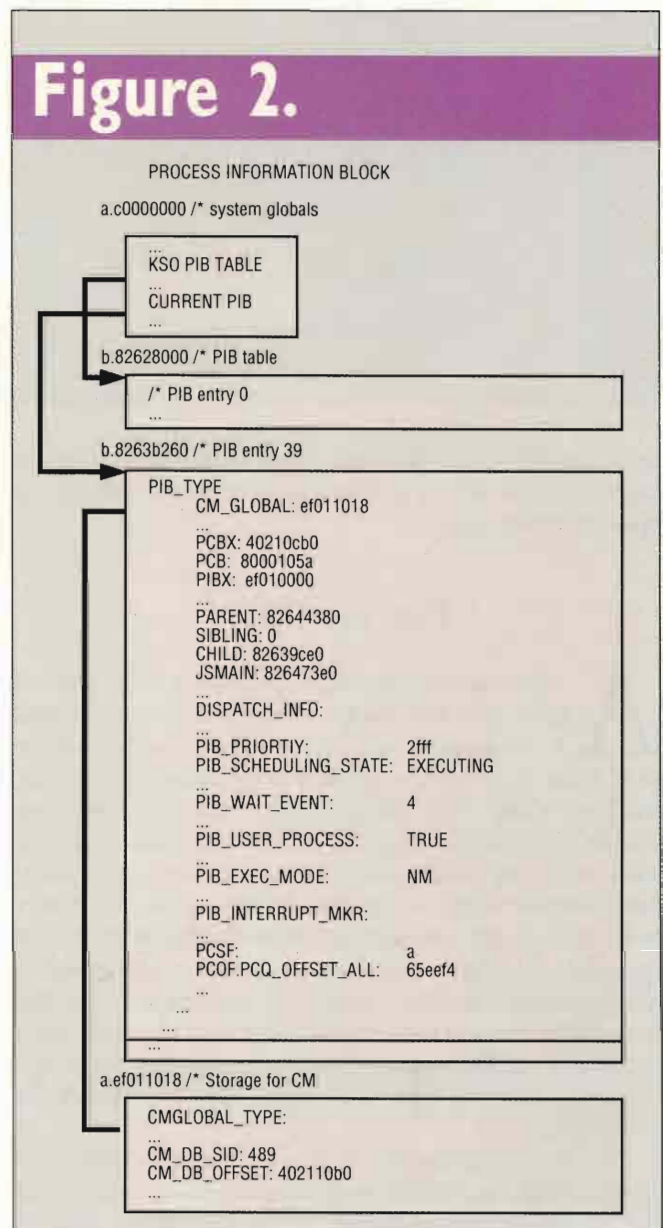 Figure 2.
PROCESS INFORMATION BLOCK
a.c0000000 /* system globals
...
KSO PIB TABLE
...
CURRENT PIB
...
b.82628000 /* PIB table
/* PIB entry 0
...
b.8263b260 /* PIB entry 39
PIB_TYPE
CM_GLOBAL: ef011018
...
PCBX: 40210cb0
PCB: 8000105a
PIBX: ef010000
...
PARENT: 82644380
SIBLING: 0
CHILD: 82639ce0
JSMAIN: 826473e0
...
DISPATCH_INFO:
...
PIB_PRIORTIY: 2fff
PIB_SCHEDULING_STATE: EXECUTING
...
PIB_WAIT_EVENT: 4
...
PIB_USER_PROCESS: TRUE
...
PIB_EXEC_MODE: NM
...
PIB_INTERRUPT_MKR:
...
PCSF: a
PCOF.PCQ_OFFSET_ALL: 65eef4
...
...
...
...
a.ef011018 /* Storage for CM
CMGLOBAL_TYPE:
...
CM_DB_SID: 489
CM_DB_OFFSET: 402110b0
...